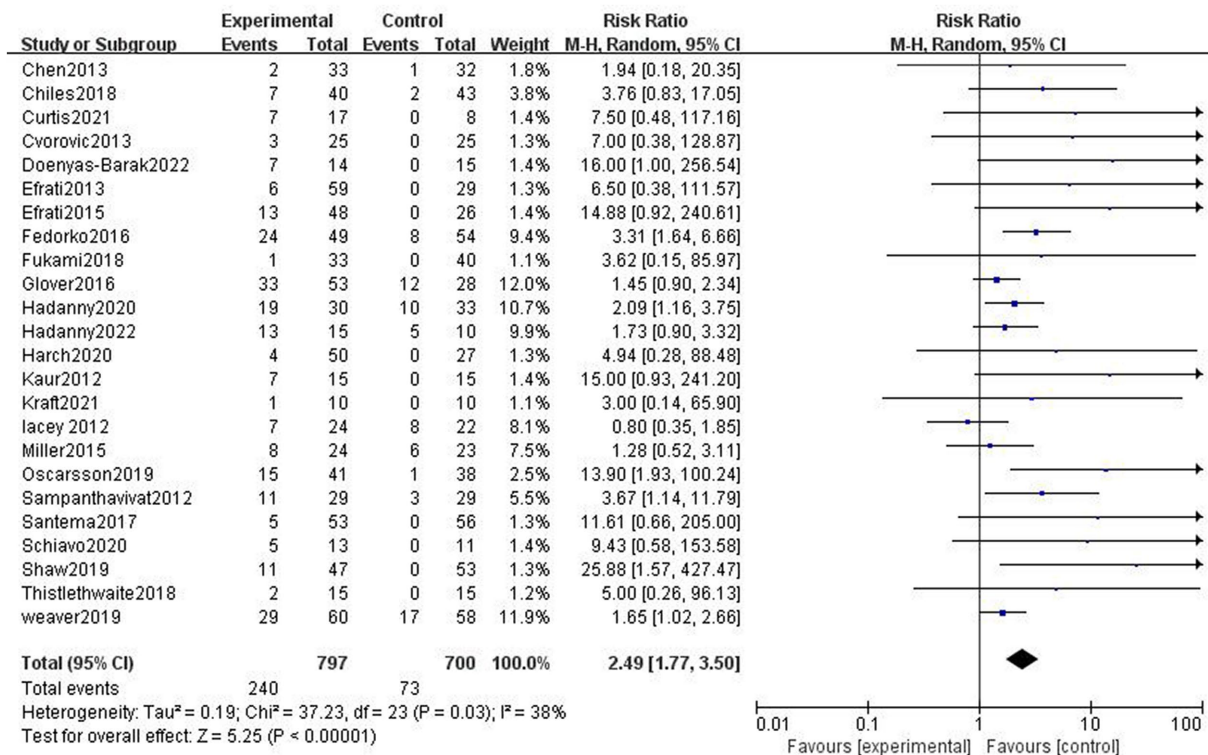 Experimental Control Risk Ratio Risk Ratio
Study or Subgroup Events Total Events Total Weight M-H, Random, 95% CI M-H, Random, 95% CI
Chen2013 2 33 1 32 1.8% 1.94 [0.18, 20.35]
Chiles2018 7 40 2 43 3.8% 3.76 [0.83, 17.05]
Curtis2021 7 17 0 8 1.4% 7.50 [0.48, 117.16]
Cvorovic2013 3 25 0 25 1.3% 7.00 [0.38, 128.87]
Doenyas-Barak2022 7 14 0 15 1.4% 16.00 [1.00, 256.54]
Efrati2013 6 59 0 29 1.3% 6.50 [0.38, 111.57]
Efrati2015 13 48 0 26 1.4% 14.88 [0.92, 240.61]
Fedorko2016 24 49 8 54 9.4% 3.31 [1.64, 6.66]
Fukami2018 1 33 0 40 1.1% 3.62 [0.15, 85.97]
Glover2016 33 53 12 28 12.0% 1.45 [0.90, 2.34]
Hadanny2020 19 30 10 33 10.7% 2.09 [1.16, 3.75]
Hadanny2022 13 15 5 10 9.9% 1.73 [0.90, 3.32]
Harch2020 4 50 0 27 1.3% 4.94 [0.28, 88.48]
Kaur2012 7 15 0 15 1.4% 15.00 [0.93, 241.20]
Kraft2021 1 10 0 10 1.1% 3.00 [0.14, 65.90]
lacey 2012 7 24 8 22 8.1% 0.80 [0.35, 1.85]
Miller2015 8 24 6 23 7.5% 1.28 [0.52, 3.11]
Oscarsson2019 15 41 1 38 2.5% 13.90 [1.93, 100.24]
Sampanthavivat2012 11 29 3 29 5.5% 3.67 [1.14, 11.79]
Santema2017 5 53 0 56 1.3% 11.61 [0.66, 205.00]
Schiavo2020 5 13 0 11 1.4% 9.43 [0.58, 153.58]
Shaw2019 11 47 0 53 1.3% 25.88 [1.57, 427.47]
Thistlethwaite2018 2 15 0 15 1.2% 5.00 [0.26, 96.13]
weaver2019 29 60 17 58 11.9% 1.65 [1.02, 2.66]
Total (95% CI) 797 700 100.0% 2.49 [1.77, 3.50]
Total events 240 73
Heterogeneity: Tau² = 0.19; Chi² = 37.23, df = 23 (P = 0.03); I² = 38%
Test for overall effect: Z = 5.25 (P < 0.00001)
0.01 0.1 1 10 100
Favours [experimental] Favours [control]